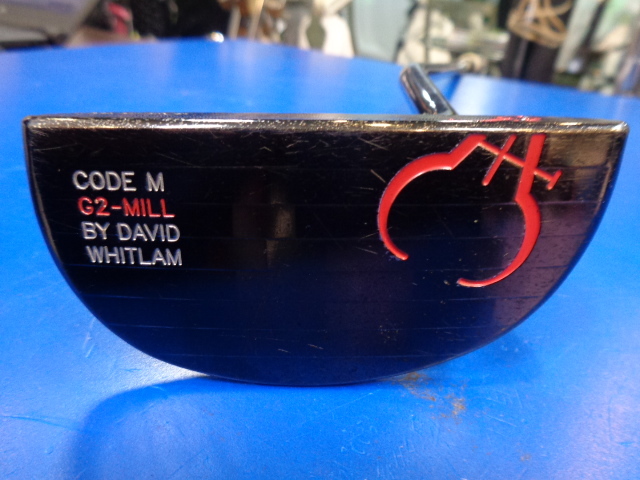 CODE M
G2-MILL
BY DAVID
WHITLAM